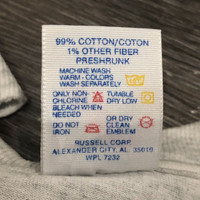 99% COTTON/COTON
1% OTHER FIBER
PRESHRUNK
MACHINE WASH
WARM-COLORS
WASH SEPARATELY
ONLY NON- TUMBLE
CHLORINE DRY LOW
BLEACH WHEN
NEEDED OR DRY
DO NOT CLEAN
IRON EMBLEM
RUSSELL CORP.
ALEXANDER CITY, AL 35010
WPL 7232